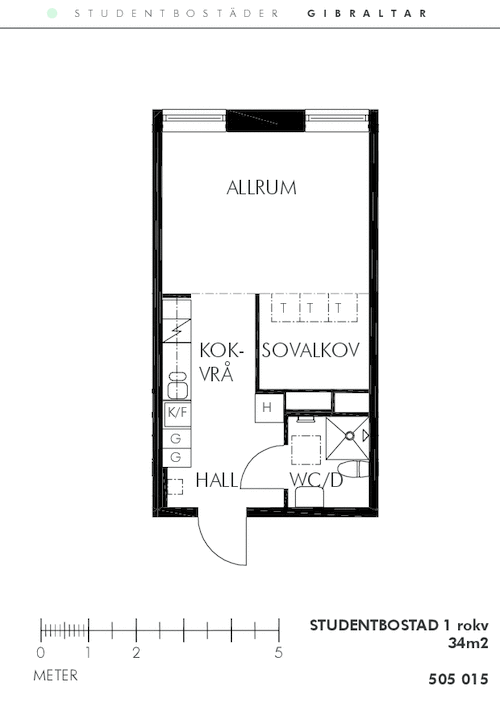 STUDENTBOSTÄDER GIBRALTAR
ALLRUM
T T T
KOK-
VRÅ
SOVALKOV
K/F
H
G
G
HALL
WC/D
0 1 2 5
METER
STUDENTBOSTAD 1 rokv
34m2
505 015